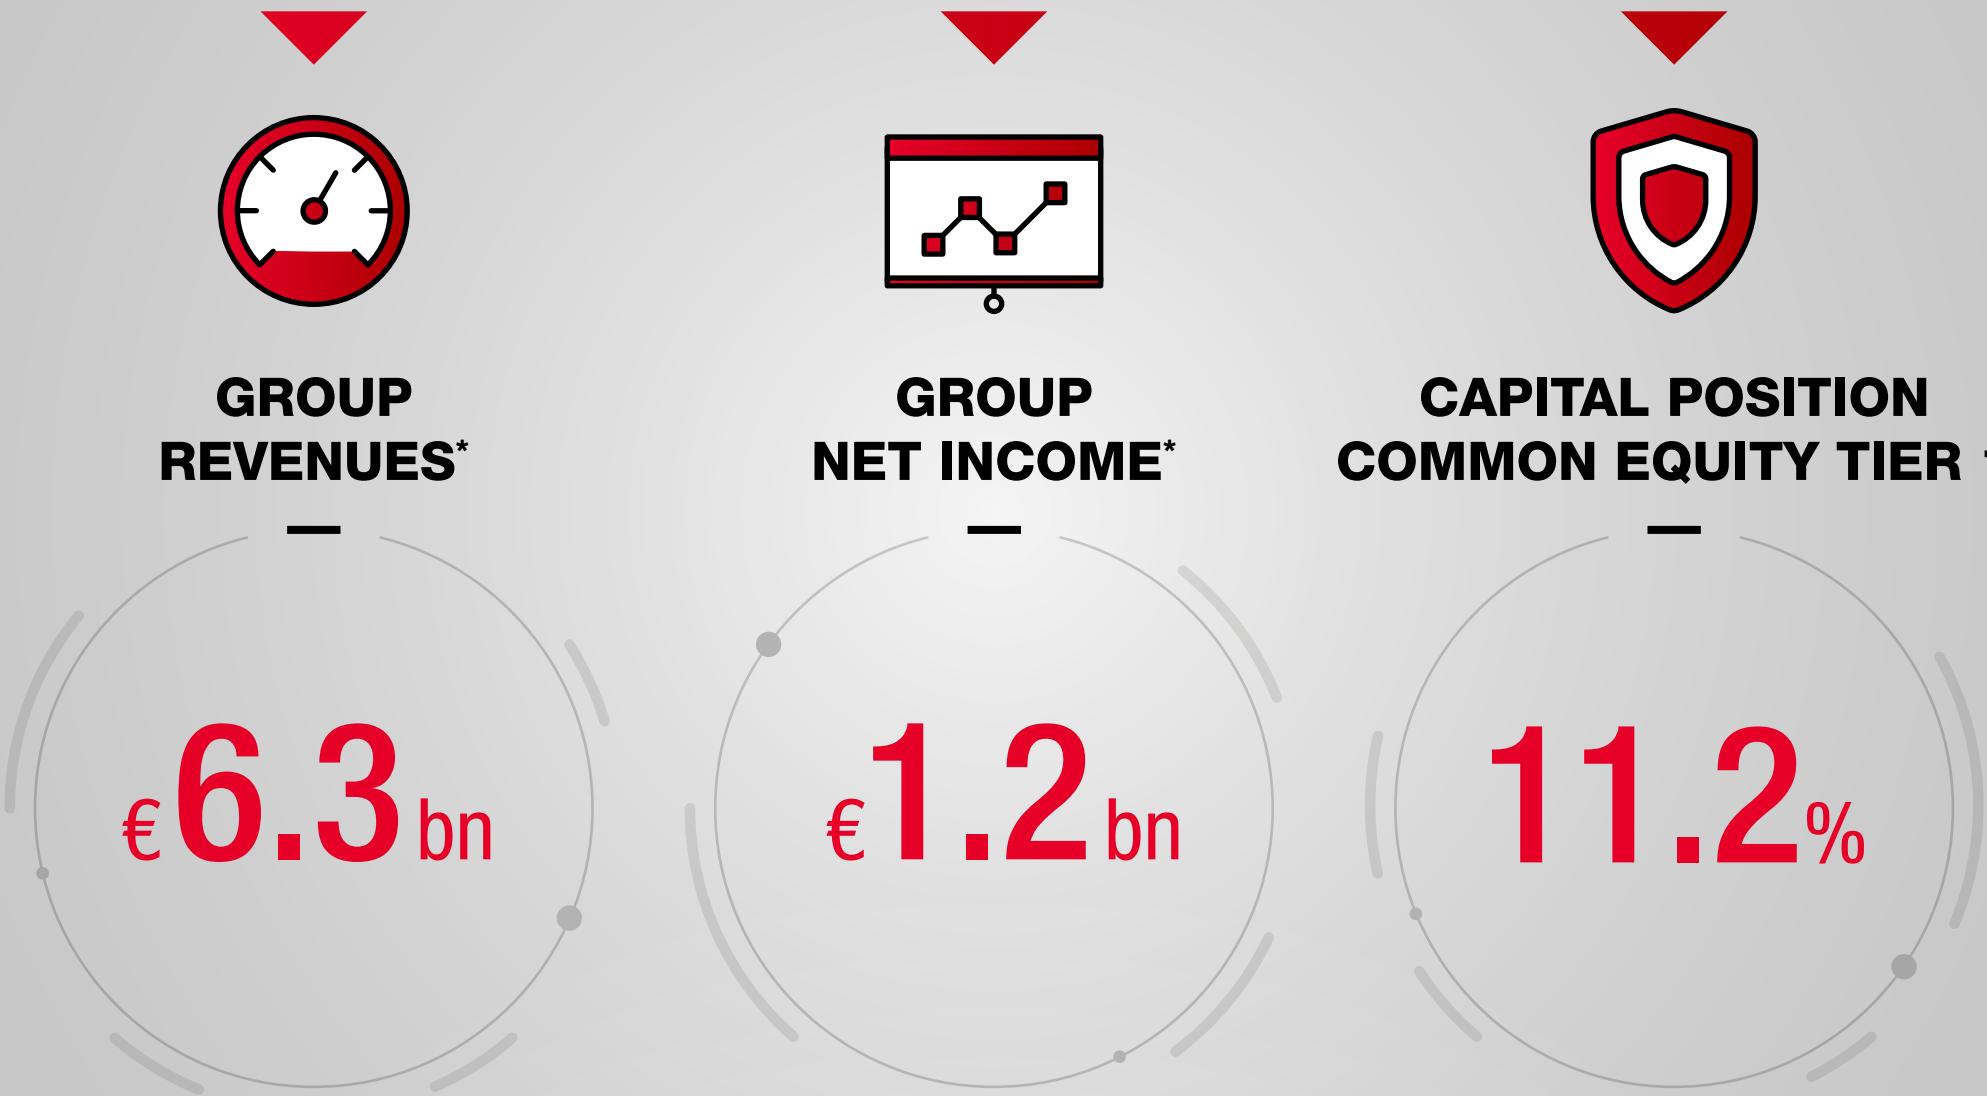 GROUP
REVENUES*
€6.3bn
GROUP
NET INCOME*
€1.2bn
CAPITAL POSITION
COMMON EQUITY TIER
11.2%